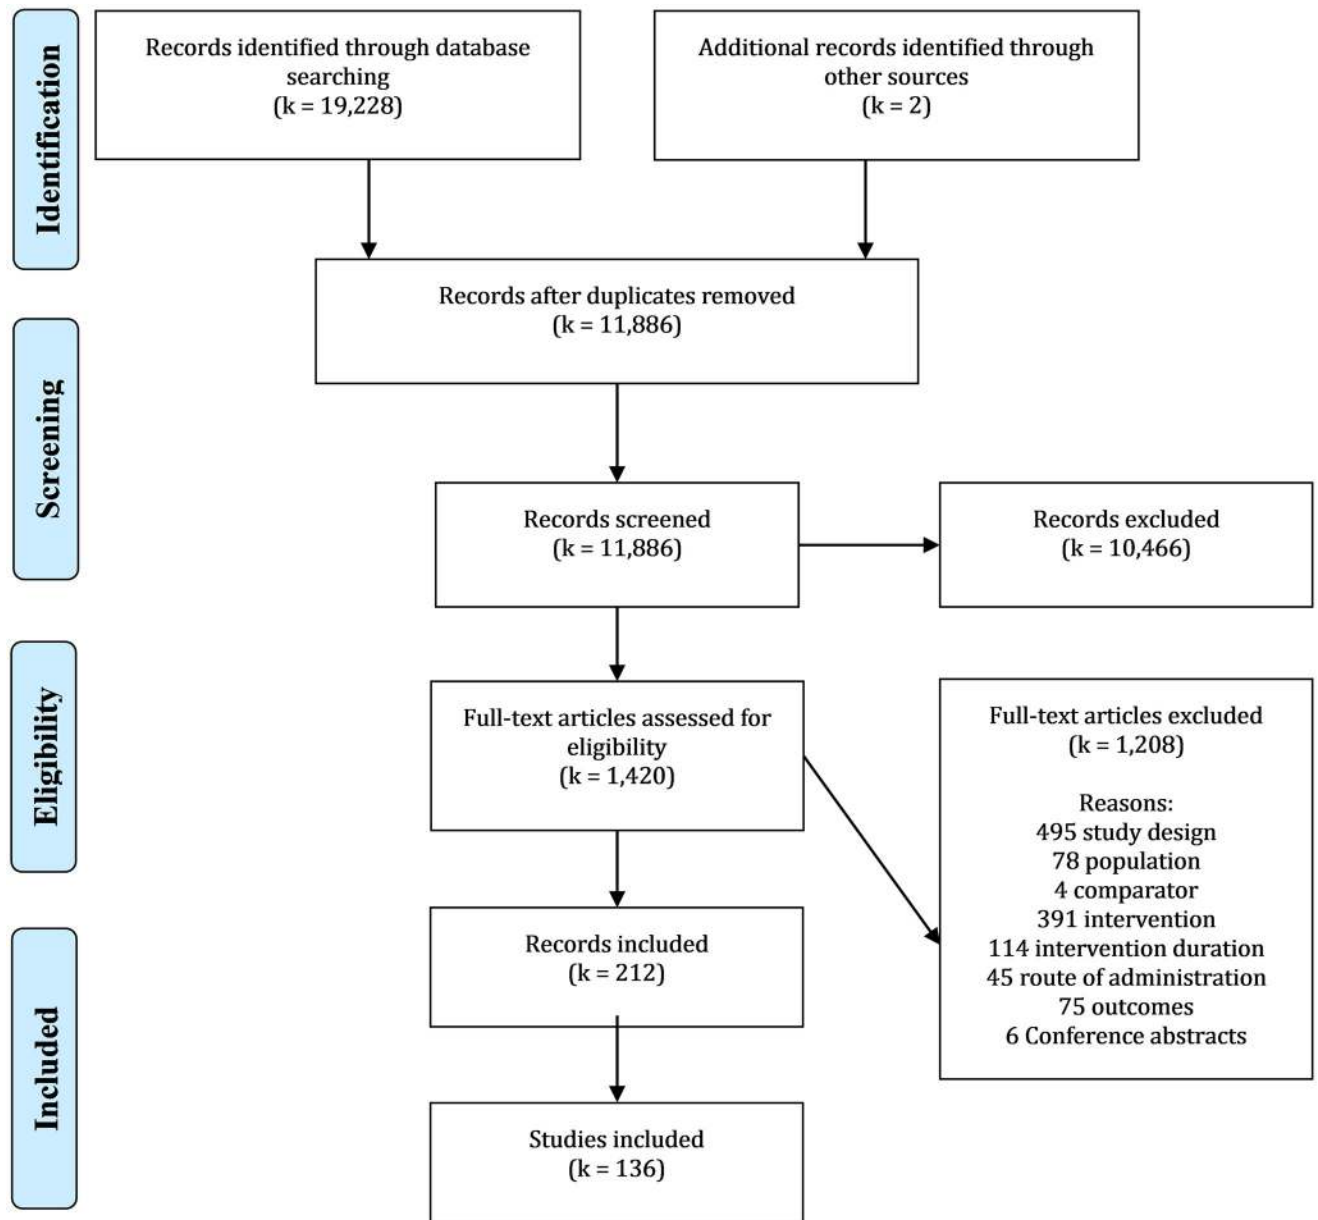 Identification
Records identified through database
searching
(k = 19,228)
Additional records identified through
other sources
(k = 2)
Records after duplicates removed
(k = 11,886)
Screening
Records screened
(k = 11,886)
Records excluded
(k = 10,466)
Eligibility
Full-text articles assessed for
eligibility
(k = 1,420)
Full-text articles excluded
(k = 1,208)
Reasons:
495 study design
78 population
4 comparator
391 intervention
114 intervention duration
45 route of administration
75 outcomes
6 Conference abstracts
Included
Records included
(k = 212)
Studies included
(k = 136)